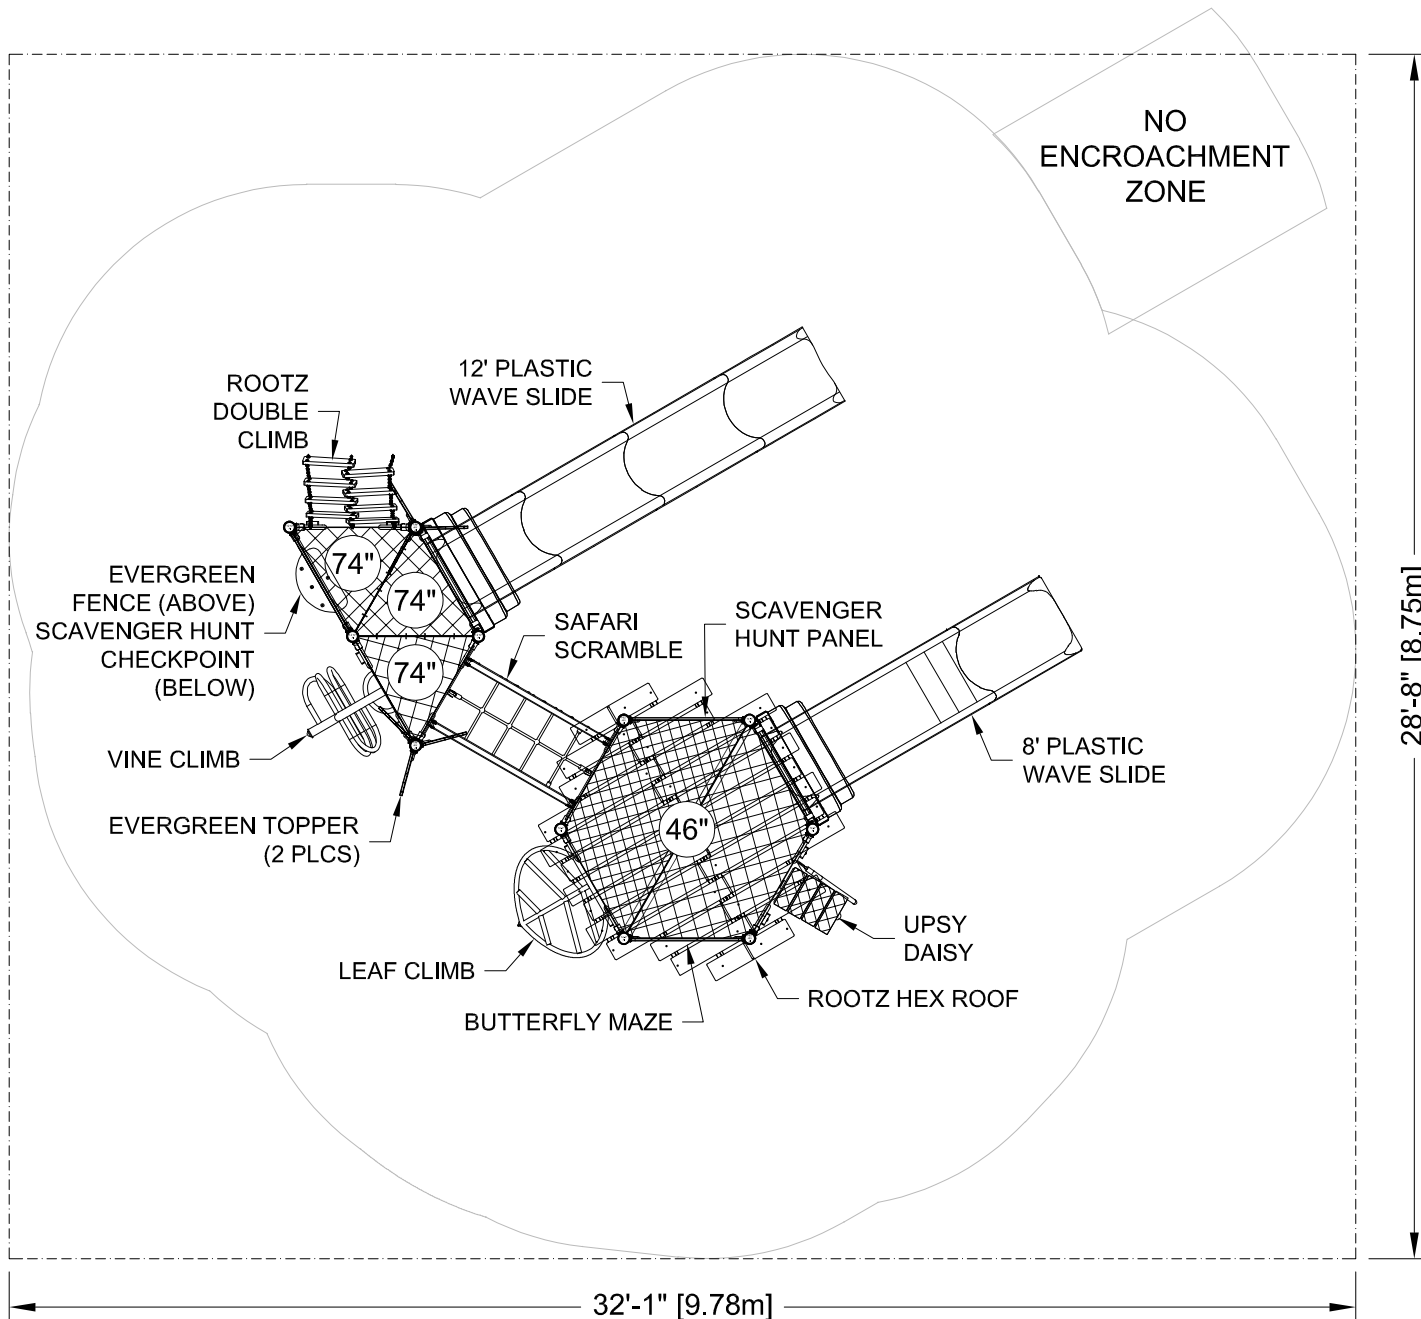 NO
ENCROACHMENT
ZONE
12' PLASTIC
WAVE SLIDE
ROOTZ
DOUBLE
CLIMB
74"
74"
74"
EVERGREEN
FENCE (ABOVE)
SCAVENGER HUNT
CHECKPOINT
(BELOW)
SAFARI
SCRAMBLE
SCAVENGER
HUNT PANEL
VINE CLIMB
8' PLASTIC
WAVE SLIDE
EVERGREEN TOPPER
(2 PLCS)
46"
UPSY
DAISY
LEAF CLIMB
ROOTZ HEX ROOF
BUTTERFLY MAZE
28'-8" [8.75m]
32'-1" [9.78m]